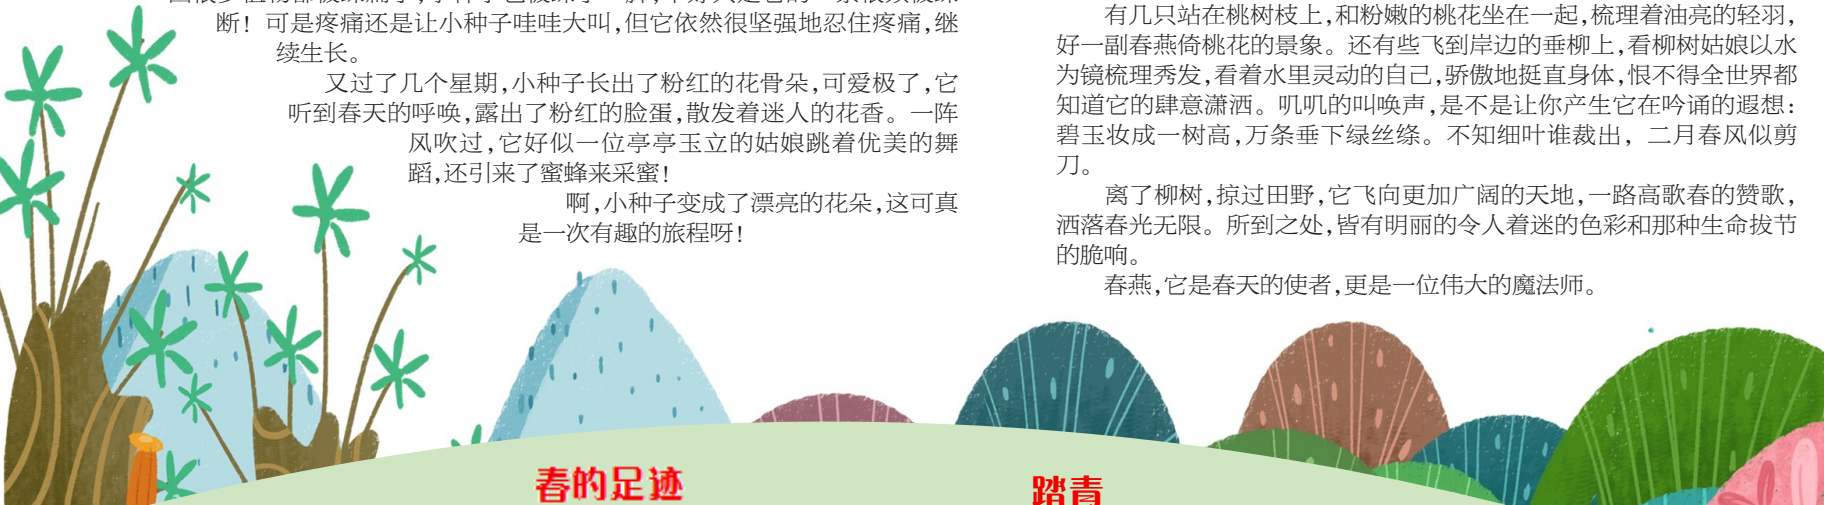 断！可是疼痛还是让小种子哇哇大叫，但它依然很坚强地忍住疼痛，继
续生长。
又过了几个星期，小种子长出了粉红的花骨朵，可爱极了，它
听到春天的呼唤，露出了粉红的脸蛋，散发着迷人的花香。一阵
风吹过，它好似一位亭亭玉立的姑娘跳着优美的舞
蹈，还引来了蜜蜂来采蜜！
啊，小种子变成了漂亮的花朵，这可真
是一次有趣的旅程呀！
有几只站在桃树枝上，和粉嫩的桃花坐在一起，梳理着油亮的轻羽，
好一副春燕倚桃花的景象。还有些飞到岸边的垂柳上，看柳树姑娘以水
为镜梳理秀发，看着水里灵动的自己，骄傲地挺直身体，恨不得全世界都
知道它的肆意潇洒。叽叽的叫唤声，是不是让你产生它在吟诵的遐想：
碧玉妆成一树高，万条垂下绿丝绦。不知细叶谁裁出，二月春风似剪
刀。
离了柳树，掠过田野，它飞向更加广阔的天地，一路高歌春的赞歌，
洒落春光无限。所到之处，皆有明丽的令人着迷的色彩和那种生命拔节
的脆响。
春燕，它是春天的使者，更是一位伟大的魔法师。
春的足迹
踏青